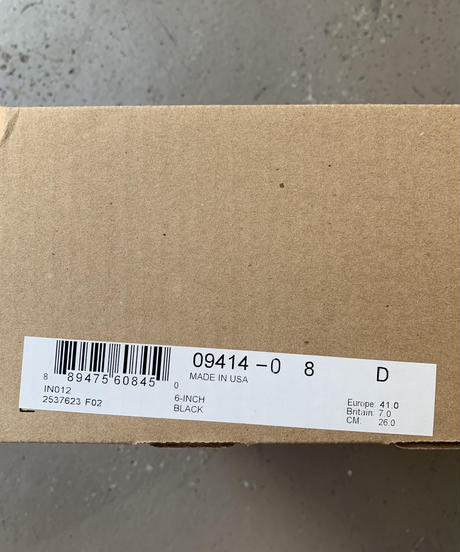 8 89475 60845 0
09414-0 8 D
MADE IN USA
IN012
2537623 F02
6-INCH
BLACK
Europe: 41.0
Britain: 7.0
CM: 26.0